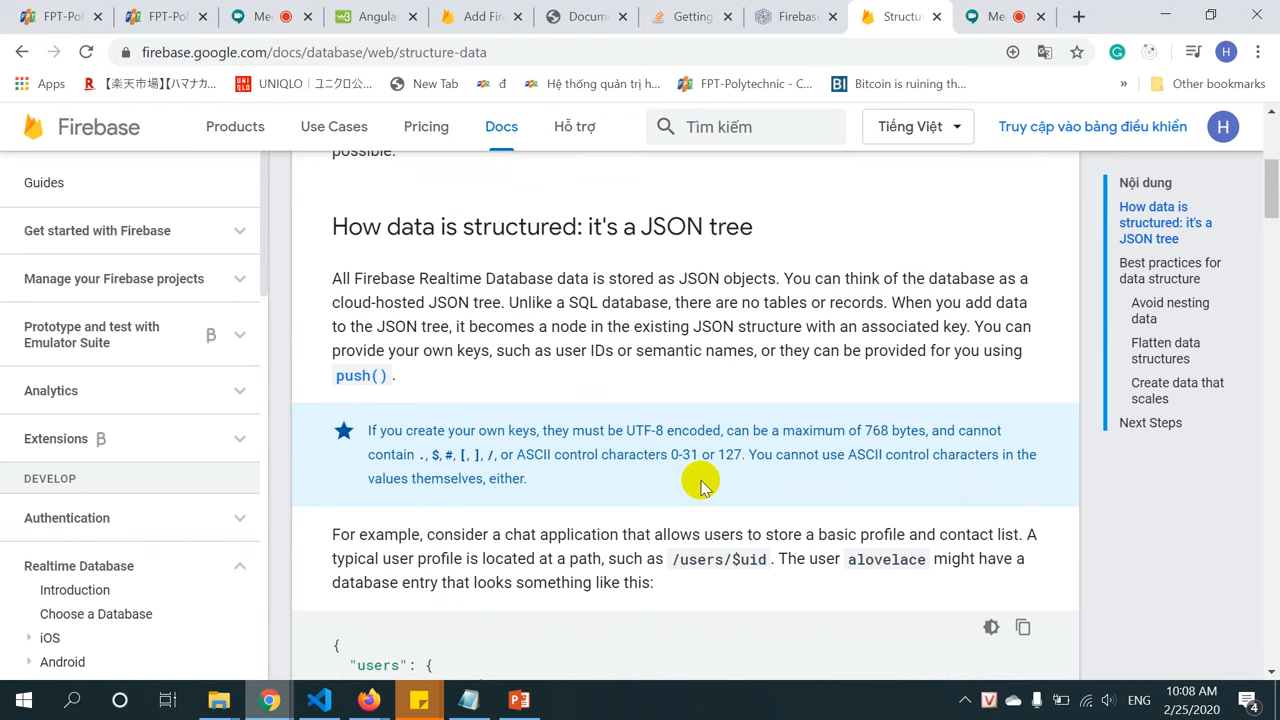 FPT-Pol
FPT-Pol
Mee
Angular
Add Fire
Docume
Getting
Firebase
Structu
Me
firebase.google.com/docs/database/web/structure-data
H
Apps
【楽天市場】【ハマナカ...
UNIQLO｜ユニクロ公...
New Tab
đ
Hệ thống quản trị h...
FPT-Polytechnic - C...
Bitcoin is ruining th...
»
Other bookmarks
Firebase
Products
Use Cases
Pricing
Docs
Hỗ trợ
Tìm kiếm
Tiếng Việt
Truy cập vào bảng điều khiển
H
Guides
Get started with Firebase
Manage your Firebase projects
Prototype and test with
Emulator Suite
Analytics
Extensions
DEVELOP
Authentication
Realtime Database
Introduction
Choose a Database
iOS
Android
possible.
How data is structured: it's a JSON tree
All Firebase Realtime Database data is stored as JSON objects. You can think of the database as a
cloud-hosted JSON tree. Unlike a SQL database, there are no tables or records. When you add data
to the JSON tree, it becomes a node in the existing JSON structure with an associated key. You can
provide your own keys, such as user IDs or semantic names, or they can be provided for you using
push() .
If you create your own keys, they must be UTF-8 encoded, can be a maximum of 768 bytes, and cannot
contain ., $, #, [, ], /, or ASCII control characters 0-31 or 127. You cannot use ASCII control characters in the
values themselves, either.
For example, consider a chat application that allows users to store a basic profile and contact list. A
typical user profile is located at a path, such as /users/$uid. The user alovelace might have a
database entry that looks something like this:
{
"users": {
Nội dung
How data is
structured: it's a
JSON tree
Best practices for
data structure
Avoid nesting
data
Flatten data
structures
Create data that
scales
Next Steps
ENG
10:08 AM
2/25/2020
4